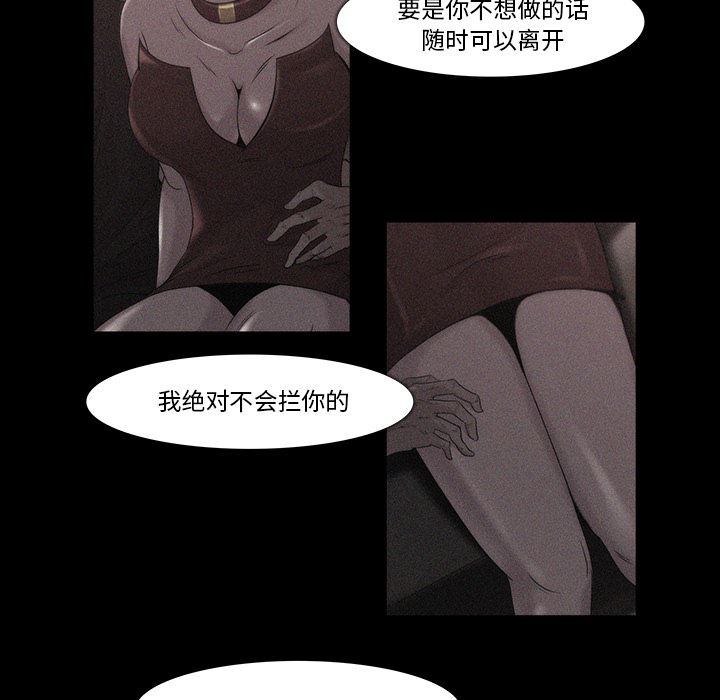 要是你不想做的话
随时可以离开
我绝对不会拦你的